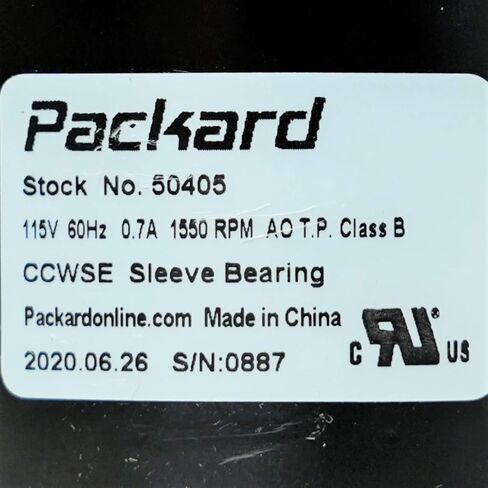 Packard
Stock No. 50405
115V 60Hz 0.7A 1550 RPM AO T.P. Class B
CCWSE Sleeve Bearing
Packardonline.com Made in China
2020.06.26 S/N:0887
C RU US